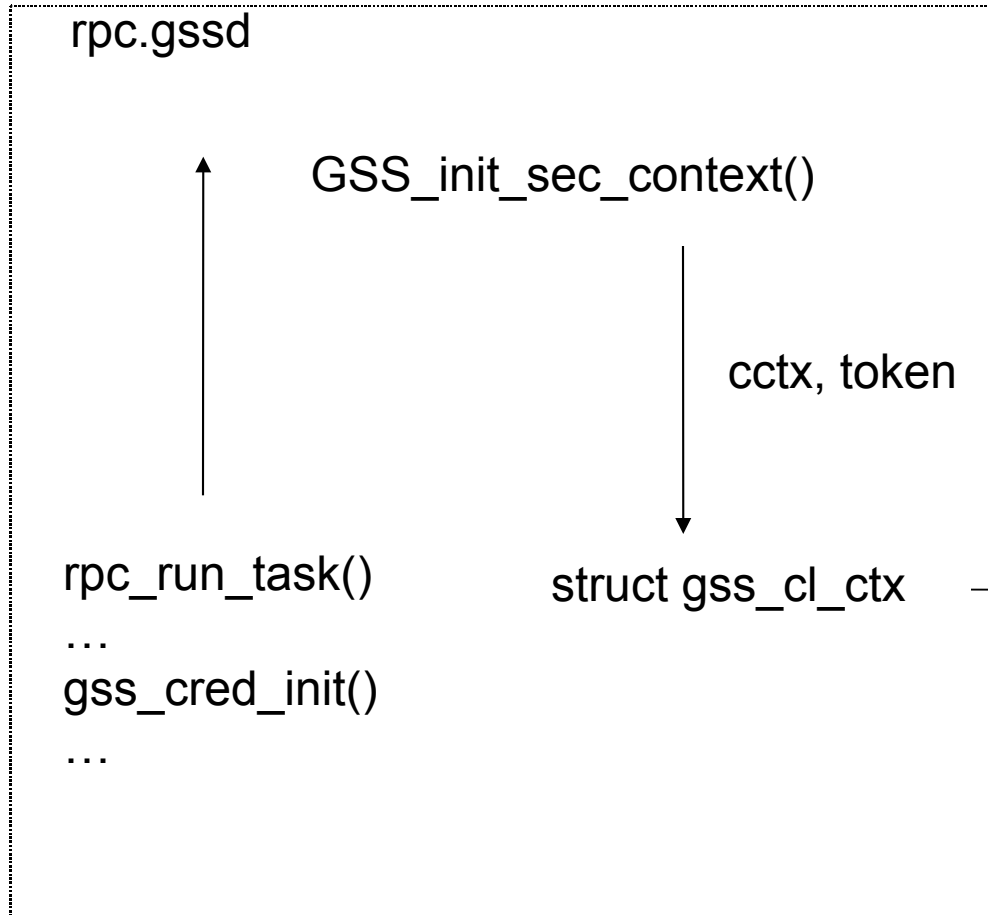 rpc.gssd
GSS_init_sec_context()
cctx, token
rpc_run_task()
…
gss_cred_init()
…
struct gss_cl_ctx